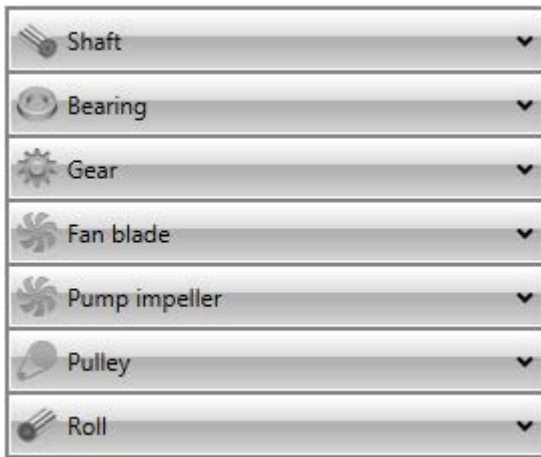 Shaft
Bearing
Gear
Fan blade
Pump impeller
Pulley
Roll